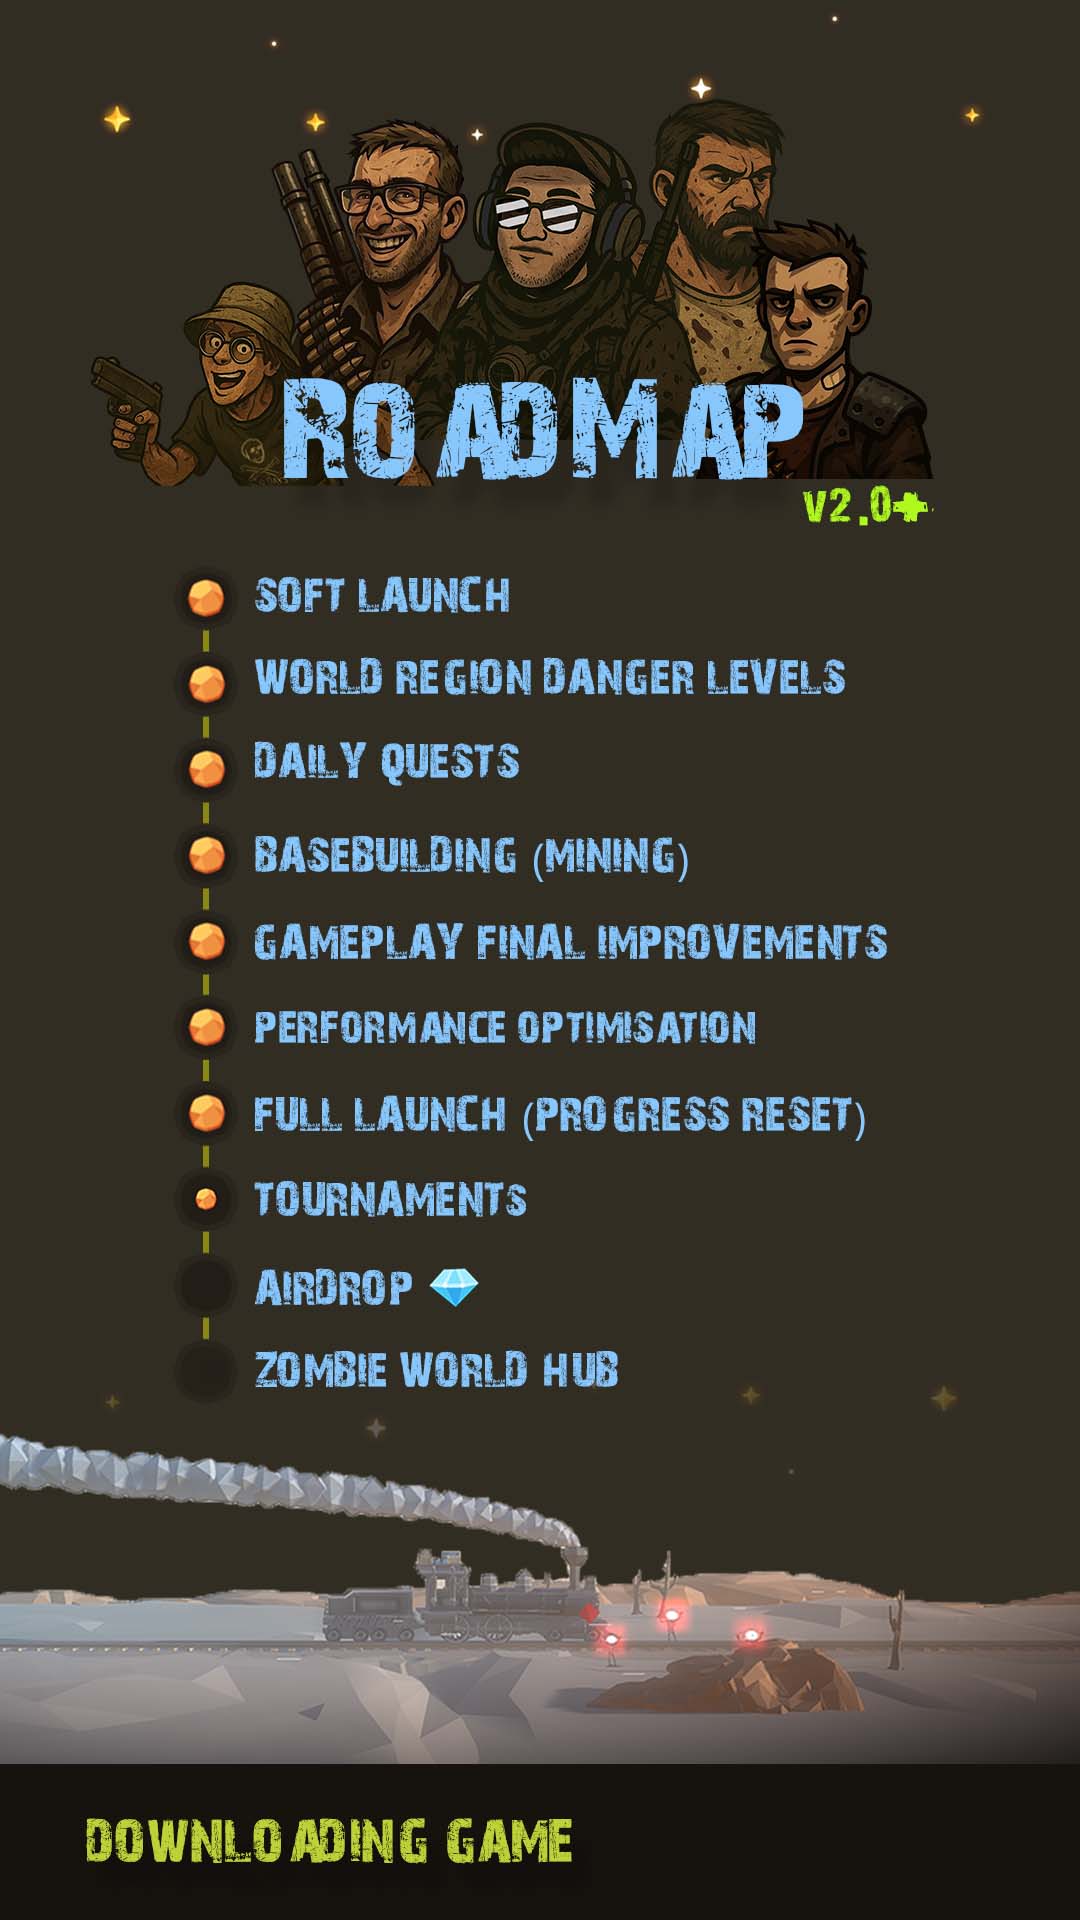 ROADMAP
V2.0+
SOFT LAUNCH
WORLD REGION DANGER LEVELS
DAILY QUESTS
BASEBUILDING (MINING)
GAMEPLAY FINAL IMPROVEMENTS
PERFORMANCE OPTIMISATION
FULL LAUNCH (PROGRESS RESET)
TOURNAMENTS
AIRDROP 💎
ZOMBIE WORLD HUB
DOWNLOADING GAME